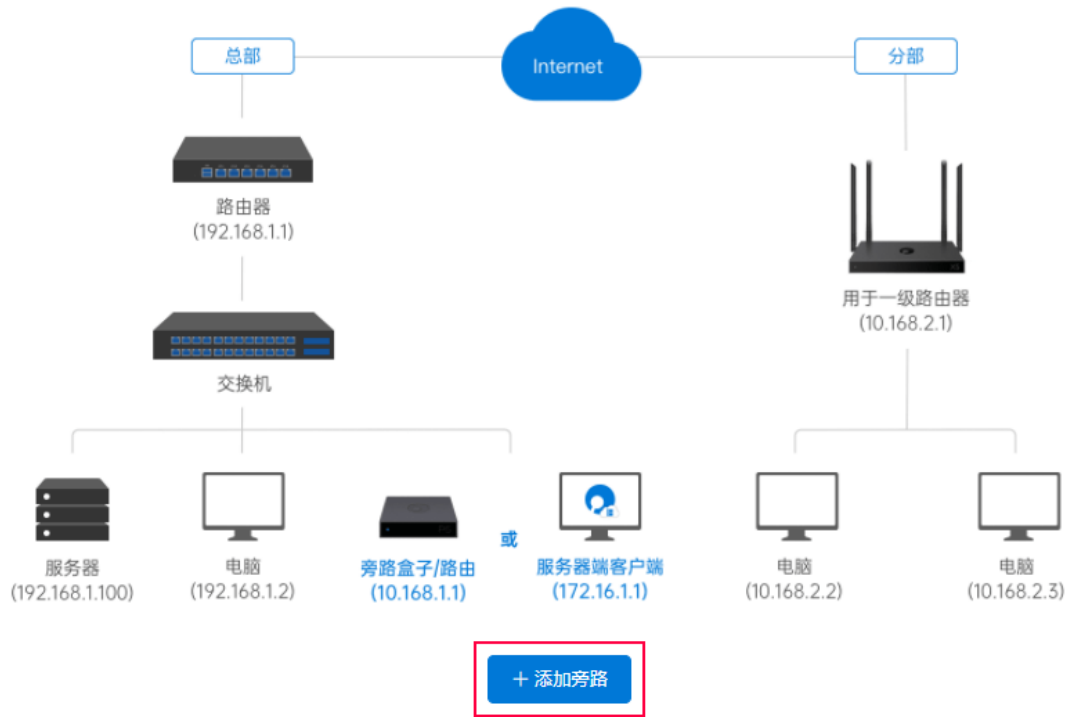 总部
Internet
分部
路由器
(192.168.1.1)
用于一级路由器
(10.168.2.1)
交换机
服务器
(192.168.1.100)
电脑
(192.168.1.2)
旁路盒子/路由
(10.168.1.1)
或
服务器端客户端
(172.16.1.1)
电脑
(10.168.2.2)
电脑
(10.168.2.3)
+ 添加旁路